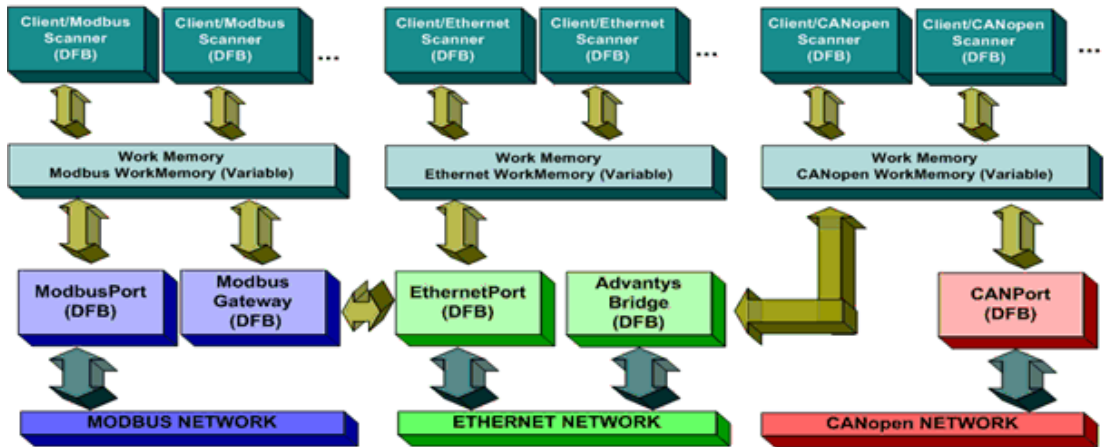 Client/Modbus
Scanner
(DFB)
Client/Modbus
Scanner
(DFB)
...
Client/Ethernet
Scanner
(DFB)
Client/Ethernet
Scanner
(DFB)
...
Client/CANopen
Scanner
(DFB)
Client/CANopen
Scanner
(DFB)
...
Work Memory
Modbus WorkMemory (Variable)
Work Memory
Ethernet WorkMemory (Variable)
Work Memory
CANopen WorkMemory (Variable)
ModbusPort
(DFB)
Modbus
Gateway
(DFB)
EthernetPort
(DFB)
Advantys
Bridge
(DFB)
CANPort
(DFB)
MODBUS NETWORK
ETHERNET NETWORK
CANopen NETWORK